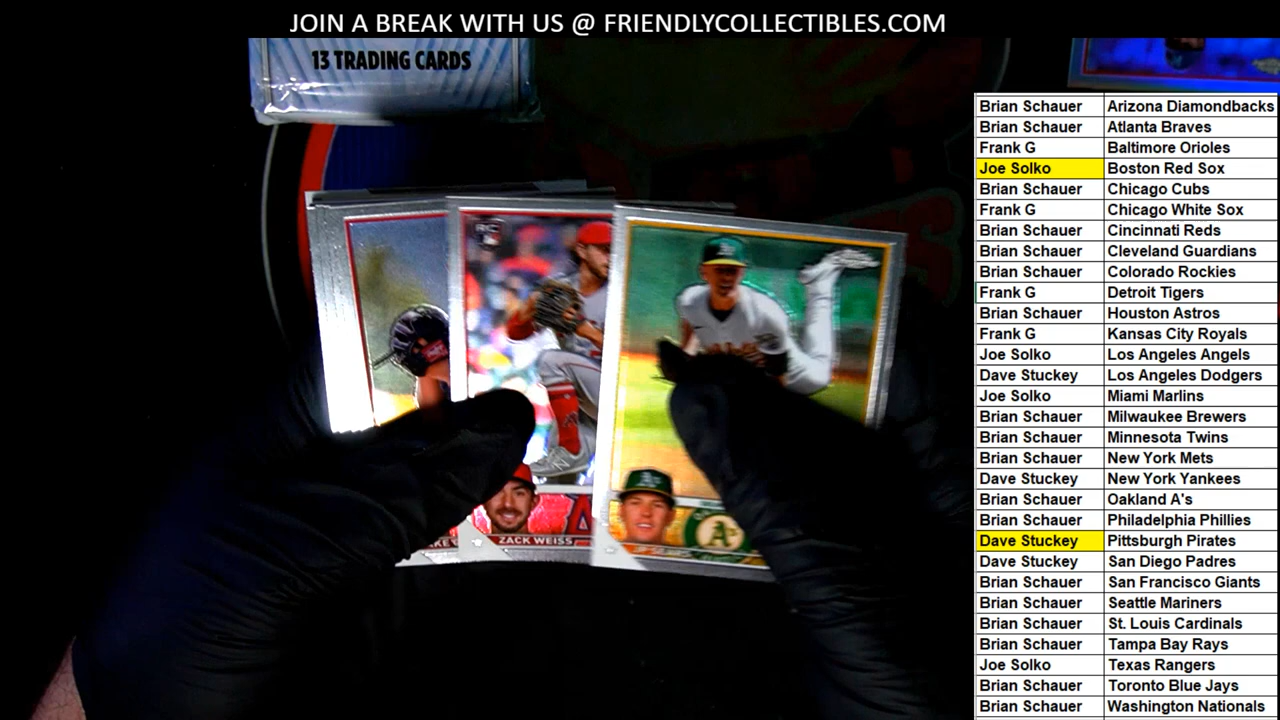 JOIN A BREAK WITH US @ FRIENDLYCOLLECTIBLES.COM
13 TRADING CARDS
RC
ZACK WEISS
A
JP SEARS
A's
Brian Schauer Arizona Diamondbacks
Brian Schauer Atlanta Braves
Frank G Baltimore Orioles
Joe Solko Boston Red Sox
Brian Schauer Chicago Cubs
Frank G Chicago White Sox
Brian Schauer Cincinnati Reds
Brian Schauer Cleveland Guardians
Brian Schauer Colorado Rockies
Frank G Detroit Tigers
Brian Schauer Houston Astros
Frank G Kansas City Royals
Joe Solko Los Angeles Angels
Dave Stuckey Los Angeles Dodgers
Joe Solko Miami Marlins
Brian Schauer Milwaukee Brewers
Brian Schauer Minnesota Twins
Brian Schauer New York Mets
Dave Stuckey New York Yankees
Brian Schauer Oakland A's
Brian Schauer Philadelphia Phillies
Dave Stuckey Pittsburgh Pirates
Dave Stuckey San Diego Padres
Brian Schauer San Francisco Giants
Brian Schauer Seattle Mariners
Brian Schauer St. Louis Cardinals
Brian Schauer Tampa Bay Rays
Joe Solko Texas Rangers
Brian Schauer Toronto Blue Jays
Brian Schauer Washington Nationals